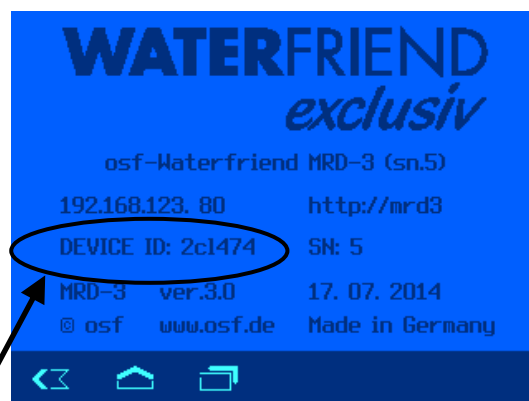 WATERFRIEND
exclusiv
osf-Waterfriend MRD-3 (sn.5)
192.168.123. 80 http://mrd3
DEVICE ID: 2cl474 SN: 5
MRD-3 ver.3.0 17. 07. 2014
© osf www.osf.de Made in Germany